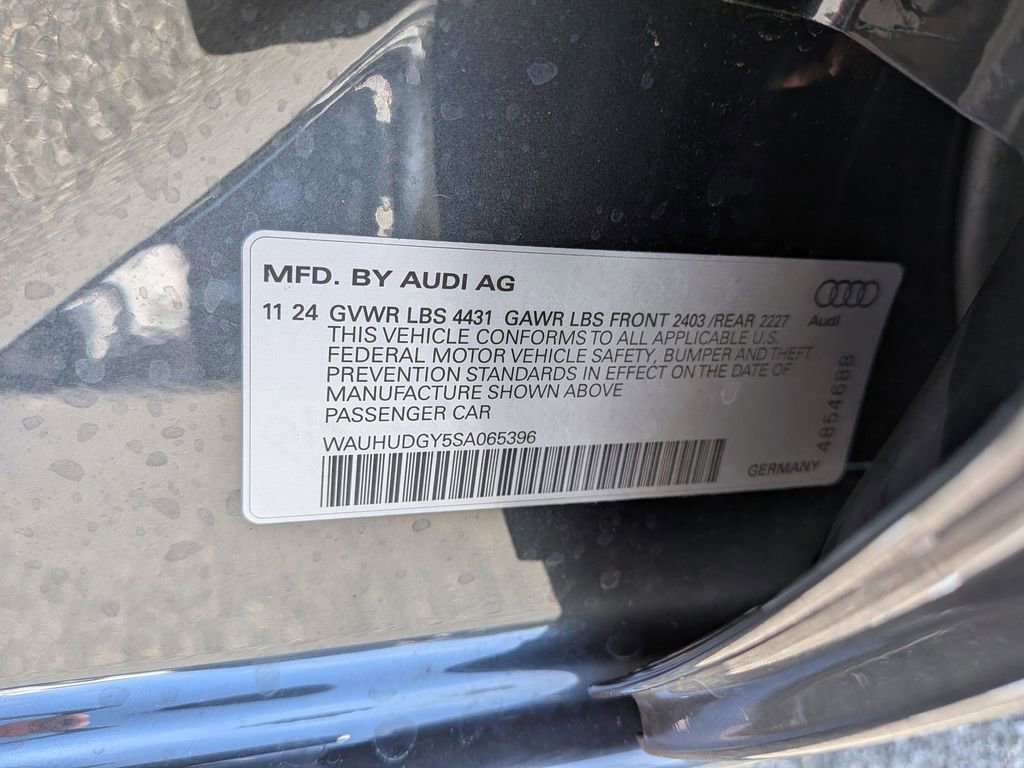 MFD. BY AUDI AG
11 24 GVWR LBS 4431 GAWR LBS FRONT 2403 /REAR 2227
THIS VEHICLE CONFORMS TO ALL APPLICABLE U.S.
FEDERAL MOTOR VEHICLE SAFETY, BUMPER AND THEFT
PREVENTION STANDARDS IN EFFECT ON THE DATE OF
MANUFACTURE SHOWN ABOVE
PASSENGER CAR
WAUHUDGY5SA065396
GERMANY
Audi
4854688